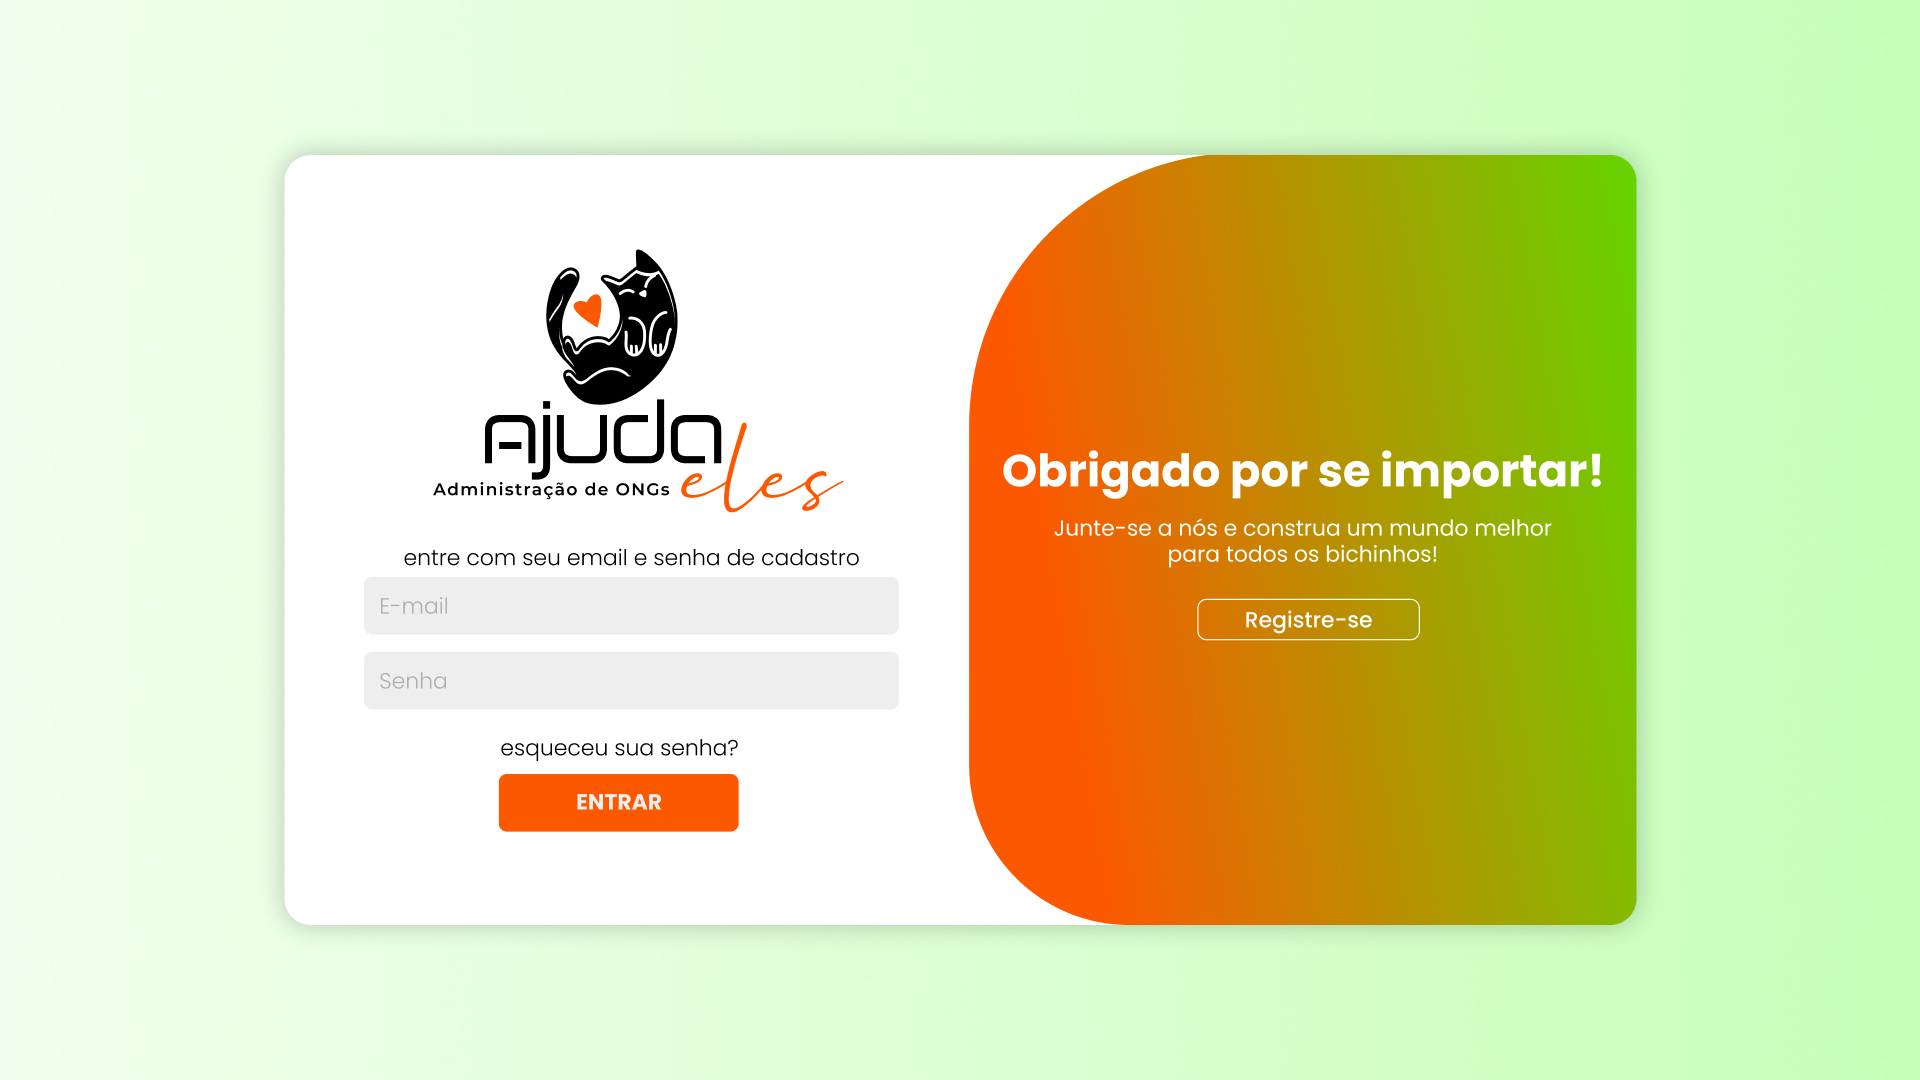 Ajuda
eles
Administração de ONGs
entre com seu email e senha de cadastro
E-mail
Senha
esqueceu sua senha?
ENTRAR
Obrigado por se importar!
Junte-se a nós e construa um mundo melhor
para todos os bichinhos!
Registre-se